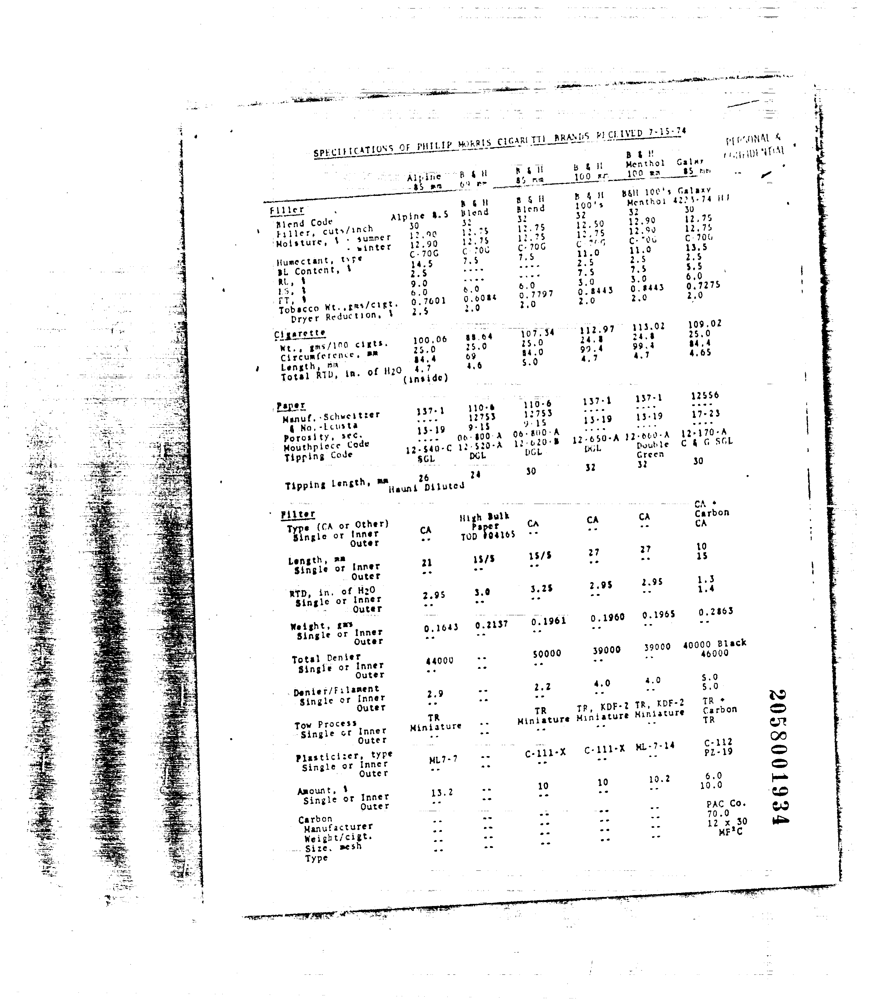 SPECIFICATIONS OF PHILIP MORRIS CIGARETTE BRANDS RECEIVED 7-15-74
PERSONAL &
CONFIDENTIAL
Alpine 85 mm B & H 69 mm B & H 85 mm B & H 100 mm B & H Menthol 100 mm Galaxy 85 mm
Filler
Blend Code Alpine 8.5 B & H Blend B & H Blend B & H 100's B&H 100's Menthol Galaxy 4225-74
Filler, cuts/inch 30 32 32 32 32 30
Moisture, % - summer 12.90 12.75 12.75 12.50 12.90 12.75
- winter 12.90 12.75 12.75 12.75 12.90 12.75
Humectant, type C-70G C-70G C-70G C-70G C-70G C-70G
BL Content, % 14.5 7.5 7.5 11.0 11.0 13.5
RL, % 2.5 ---- ---- 2.5 2.5 2.5
ES, % 9.0 ---- ---- 7.5 7.5 5.5
ET, % 6.0 6.0 6.0 3.0 3.0 6.0
Tobacco Wt.,gms/cigt. 0.7601 0.6084 0.7797 0.8443 0.8443 0.7275
Dryer Reduction, % 2.5 2.0 2.0 2.0 2.0 2.0
Cigarette
Wt., gms/100 cigts. 100.06 88.64 107.34 112.97 113.02 109.02
Circumference, mm 25.0 25.0 25.0 24.8 24.8 25.0
Length, mm 84.4 69 84.0 99.4 99.4 84.4
Total RTD, in. of H2O 4.7 4.6 5.0 4.7 4.7 4.65
(inside)
Paper
Manuf.-Schweitzer 137-1 110-6 110-6 137-1 137-1 12556
& No.-Ecusta ---- 12753 12753 ---- ---- ----
Porosity, sec. 13-19 9-15 9-15 13-19 13-19 17-23
Mouthpiece Code ---- 06-800-A 06-800-A ---- ---- ----
Tipping Code 12-540-C 12-520-A 12-620-B 12-650-A 12-660-A 12-170-A
SGL DGL DGL DGL Double Green C & G SGL
Tipping Length, mm 26 24 30 32 32 30
Hauni Diluted
Filter
Type (CA or Other)
Single or Inner CA High Bulk Paper CA CA CA CA + Carbon
Outer -- TOD #04165 -- -- -- CA
Length, mm
Single or Inner 21 15/5 15/5 27 27 10
Outer -- -- -- -- -- 15
RTD, in. of H2O
Single or Inner 2.95 3.0 3.25 2.95 2.95 1.3
Outer -- -- -- -- -- 1.4
Weight, gms
Single or Inner 0.1643 0.2137 0.1961 0.1960 0.1965 0.2863
Outer -- -- -- -- --
Total Denier
Single or Inner 44000 -- 50000 39000 39000 40000 Black
Outer -- -- -- -- -- 46000
Denier/Filament
Single or Inner 2.9 -- 2.2 4.0 4.0 5.0
Outer -- -- -- -- -- 5.0
Tow Process
Single or Inner TR Miniature -- TR Miniature TR, KDF-2 Miniature TR, KDF-2 Miniature TR + Carbon
Outer -- -- -- -- -- TR
Plasticizer, type
Single or Inner ML7-7 -- C-111-X C-111-X ML-7-14 C-112
Outer -- -- -- -- -- PZ-19
Amount, %
Single or Inner 13.2 -- 10 10 10.2 6.0
Outer -- -- -- -- -- 10.0
Carbon
Manufacturer -- -- -- -- -- PAC Co.
Weight/cigt. -- -- -- -- -- 70.0
Size, mesh -- -- -- -- -- 12 x 30
Type -- -- -- -- -- MF³C
2058001934